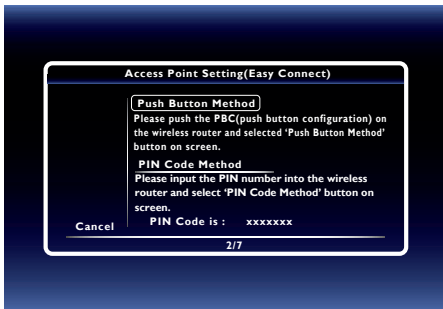 Access Point Setting(Easy Connect)
Push Button Method
Please push the PBC(push button configuration) on
the wireless router and selected ‘Push Button Method’
button on screen.
PIN Code Method
Please input the PIN number into the wireless
router and select ‘PIN Code Method’ button on
screen.
PIN Code is : xxxxxxx
Cancel
2/7